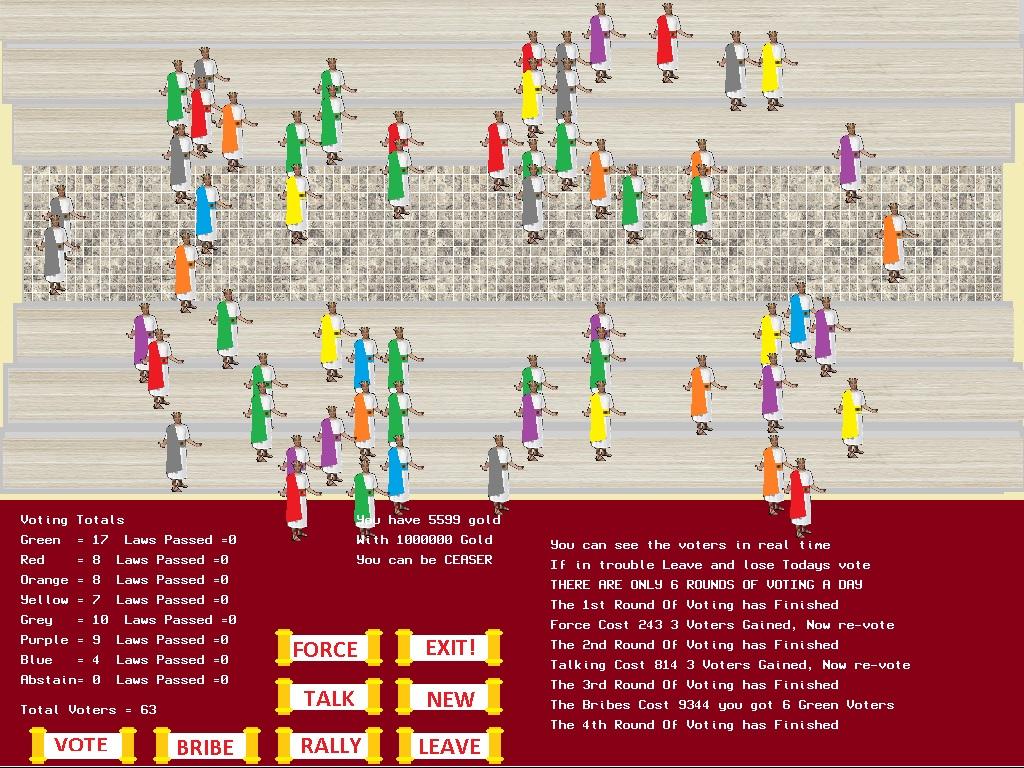 Voting Totals
Green  = 17  Laws Passed =0
Red    = 8  Laws Passed =0
Orange = 8  Laws Passed =0
Yellow = 7  Laws Passed =0
Grey   = 10  Laws Passed =0
Purple = 9  Laws Passed =0
Blue   = 4  Laws Passed =0
Abstain= 0  Laws Passed =0
Total Voters = 63
You have 5599 gold
With 1000000 Gold
You can be CEASER
You can see the voters in real time
If in trouble Leave and lose Todays vote
THERE ARE ONLY 6 ROUNDS OF VOTING A DAY
The 1st Round Of Voting has Finished
Force Cost 243 3 Voters Gained, Now re-vote
The 2nd Round Of Voting has Finished
Talking Cost 814 3 Voters Gained, Now re-vote
The 3rd Round Of Voting has Finished
The Bribes Cost 9344 you got 6 Green Voters
The 4th Round Of Voting has Finished
FORCE
EXIT!
TALK
NEW
VOTE
BRIBE
RALLY
LEAVE